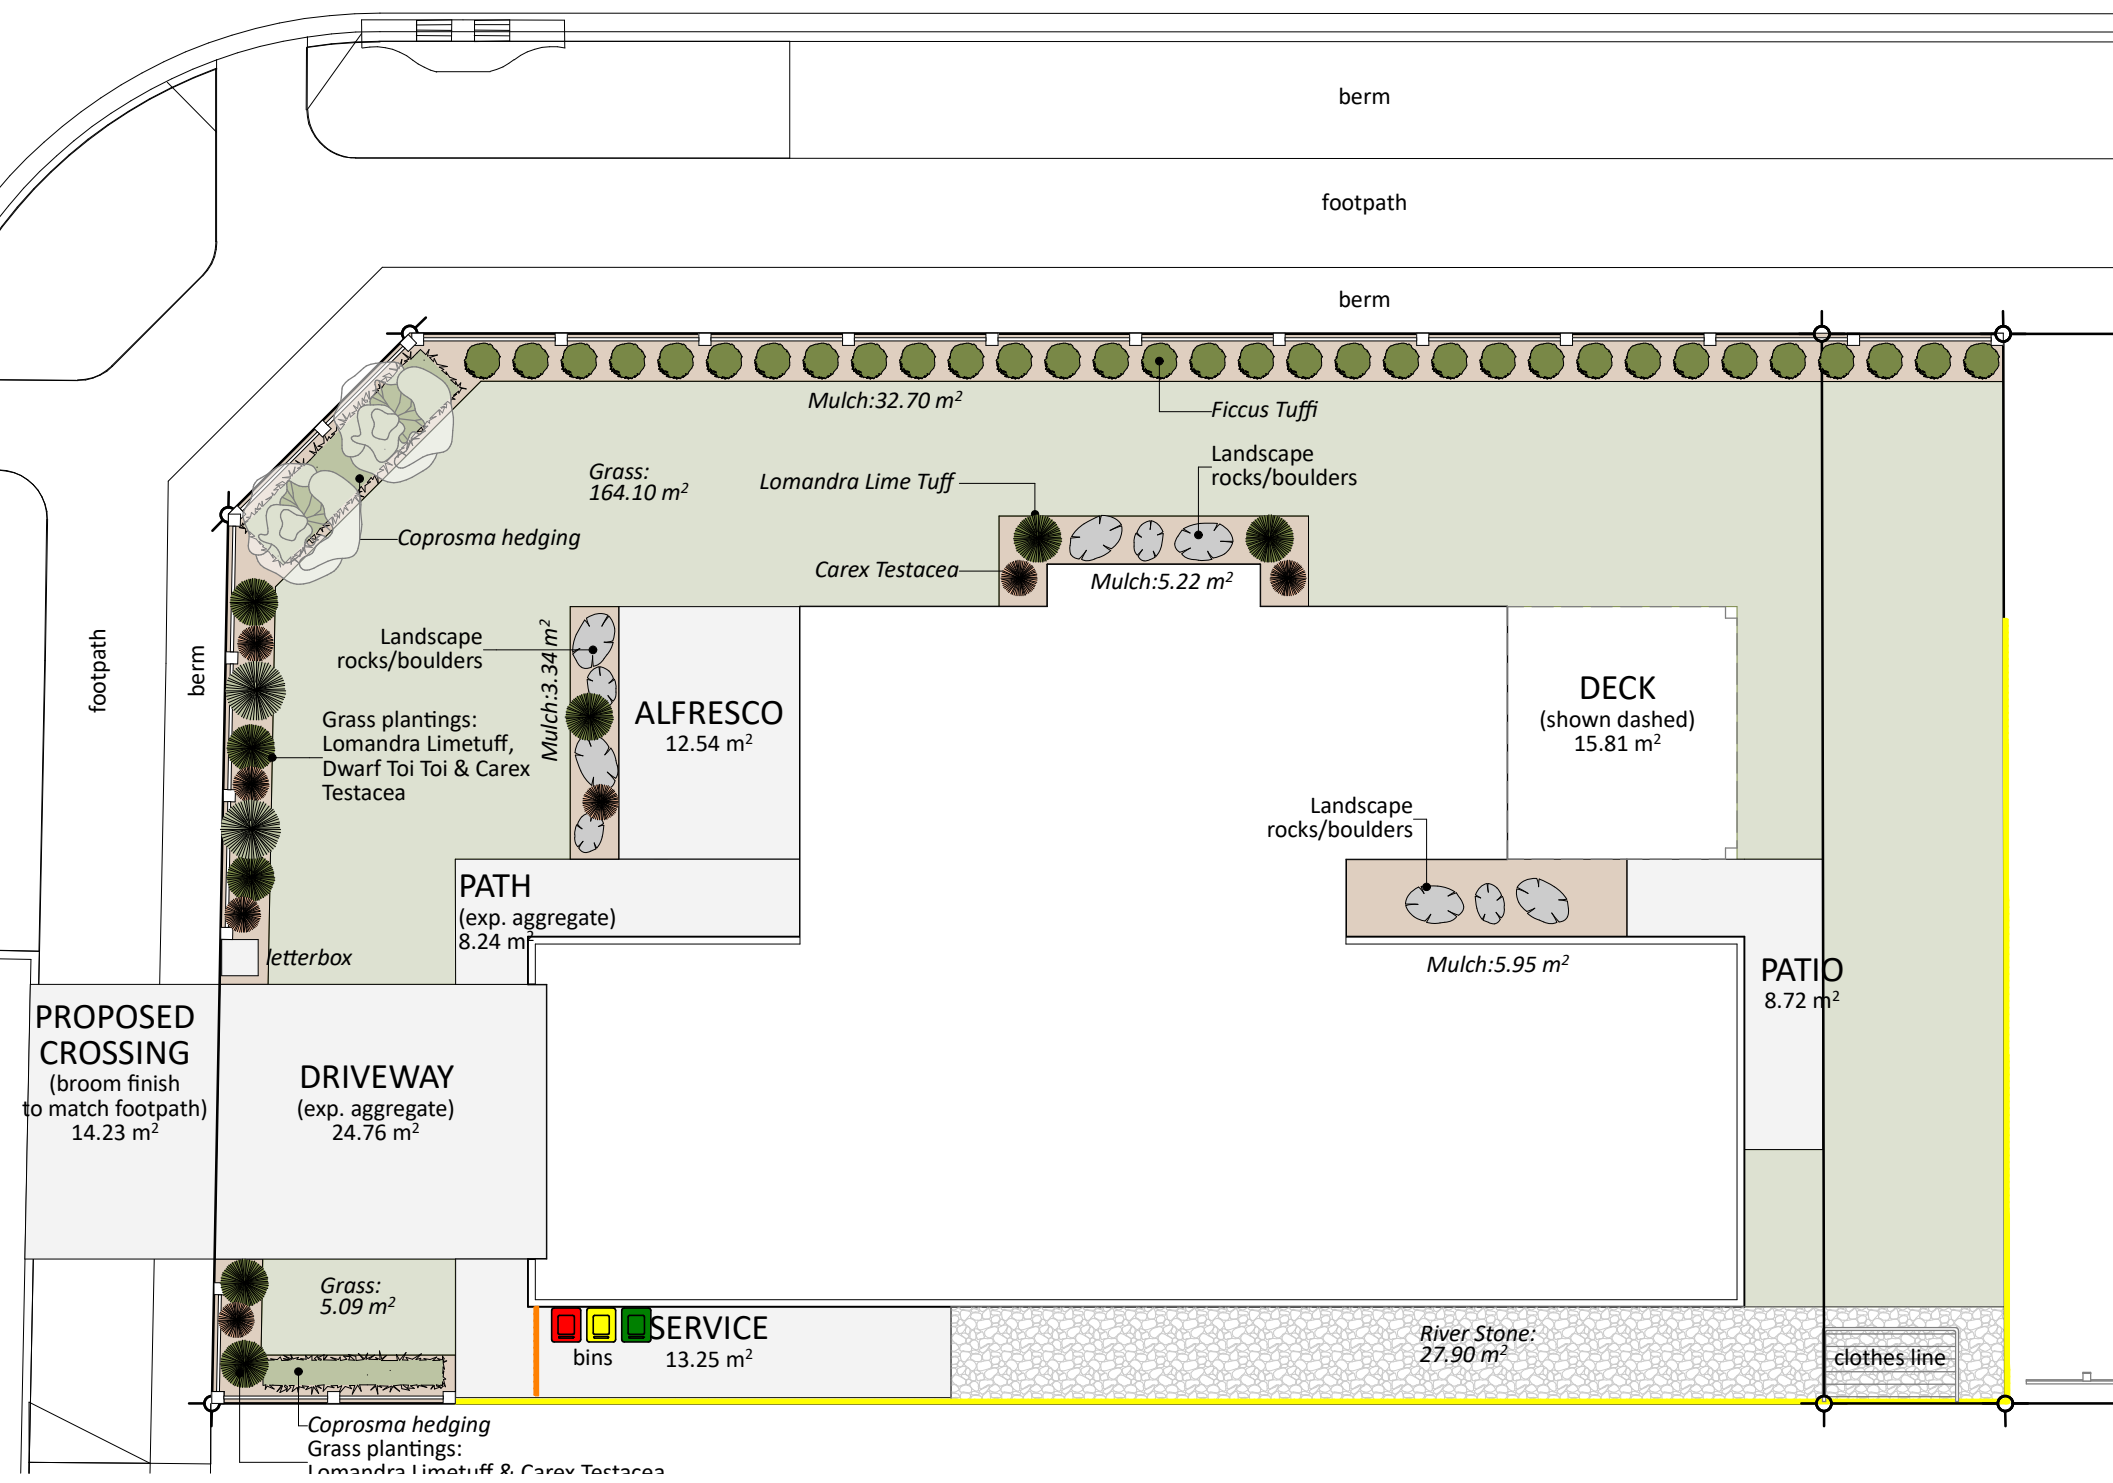 berm
footpath
berm
Mulch:32.70 m²
Ficcus Tuffi
Landscape
rocks/boulders
Grass:
164.10 m²
Lomandra Lime Tuff
Coprosma hedging
Carex Testacea
Mulch:5.22 m²
footpath
berm
Landscape
rocks/boulders
Mulch:3.34 m²
ALFRESCO
12.54 m²
DECK
(shown dashed)
15.81 m²
Grass plantings:
Lomandra Limetuff,
Dwarf Toi Toi & Carex
Testacea
Landscape
rocks/boulders
PATH
(exp. aggregate)
8.24 m²
letterbox
Mulch:5.95 m²
PATIO
8.72 m²
PROPOSED
CROSSING
(broom finish
to match footpath)
14.23 m²
DRIVEWAY
(exp. aggregate)
24.76 m²
Grass:
5.09 m²
bins
SERVICE
13.25 m²
River Stone:
27.90 m²
clothes line
Coprosma hedging
Grass plantings:
Lomandra Limetuff & Carex Testacea